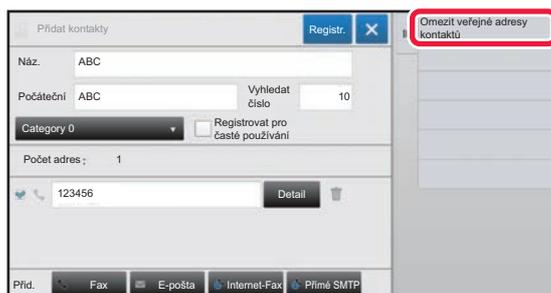 Přidat kontakty
Registr.
Omezit veřejné adresy
kontaktů
Náz.
ABC
Počáteční
ABC
Vyhledat
číslo
10
Category 0
Registrovat pro
časté používání
Počet adres : 1
123456
Detail
Přid.
Fax
E-pošta
Internet-Fax
Přímé SMTP